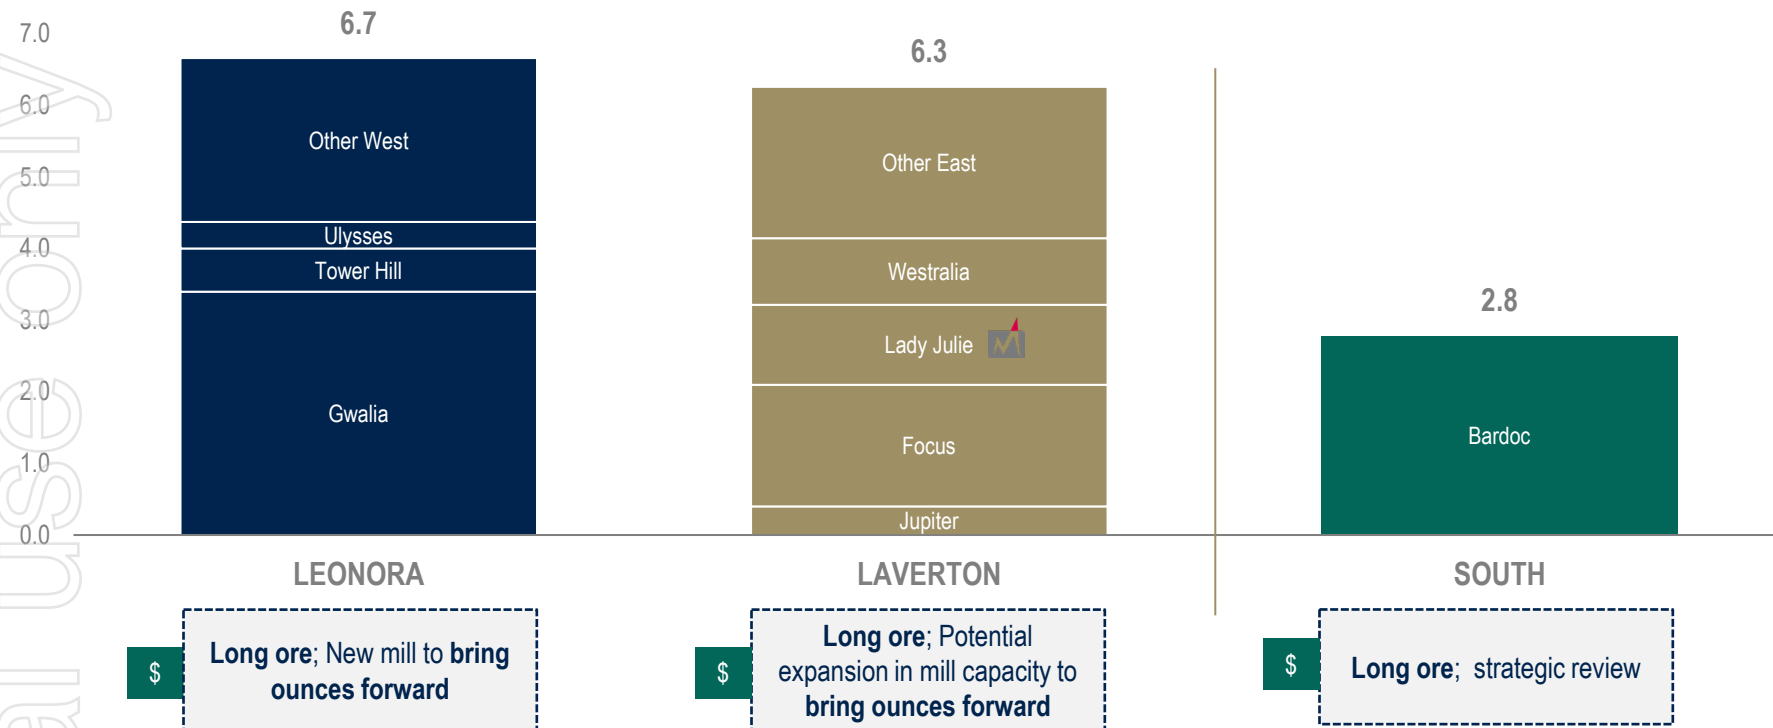 7.0
6.0
5.0
4.0
3.0
2.0
1.0
0.0
6.7
Other West
Ulysses
Tower Hill
Gwalia
LEONORA
6.3
Other East
Westralia
Lady Julie
Focus
Jupiter
LAVERTON
2.8
Bardoc
SOUTH
$
Long ore; New mill to bring
ounces forward
$
Long ore; Potential
expansion in mill capacity to
bring ounces forward
$
Long ore; strategic review
use only